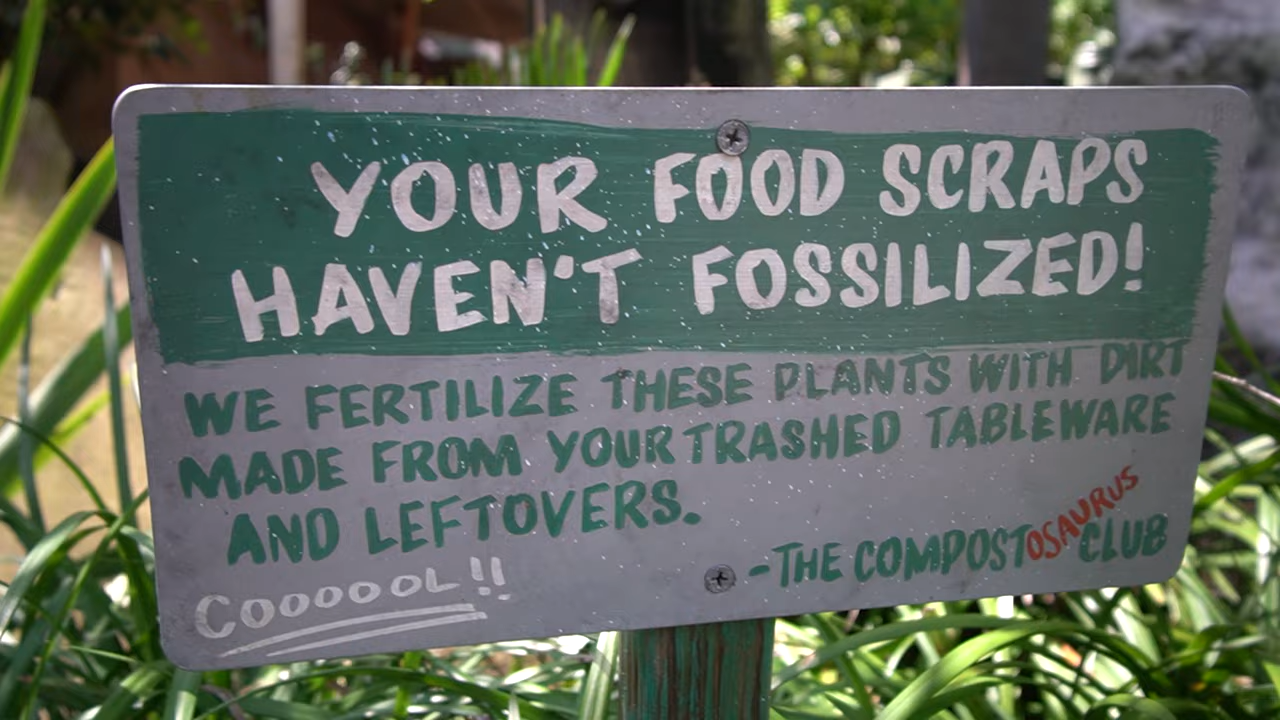 YOUR FOOD SCRAPS
HAVEN'T FOSSILIZED!
WE FERTILIZE THESE PLANTS WITH DIRT
MADE FROM YOUR TRASHED TABLEWARE
AND LEFTOVERS.
-THE COMPOSTOSAURUS CLUB
COOOOOL!!